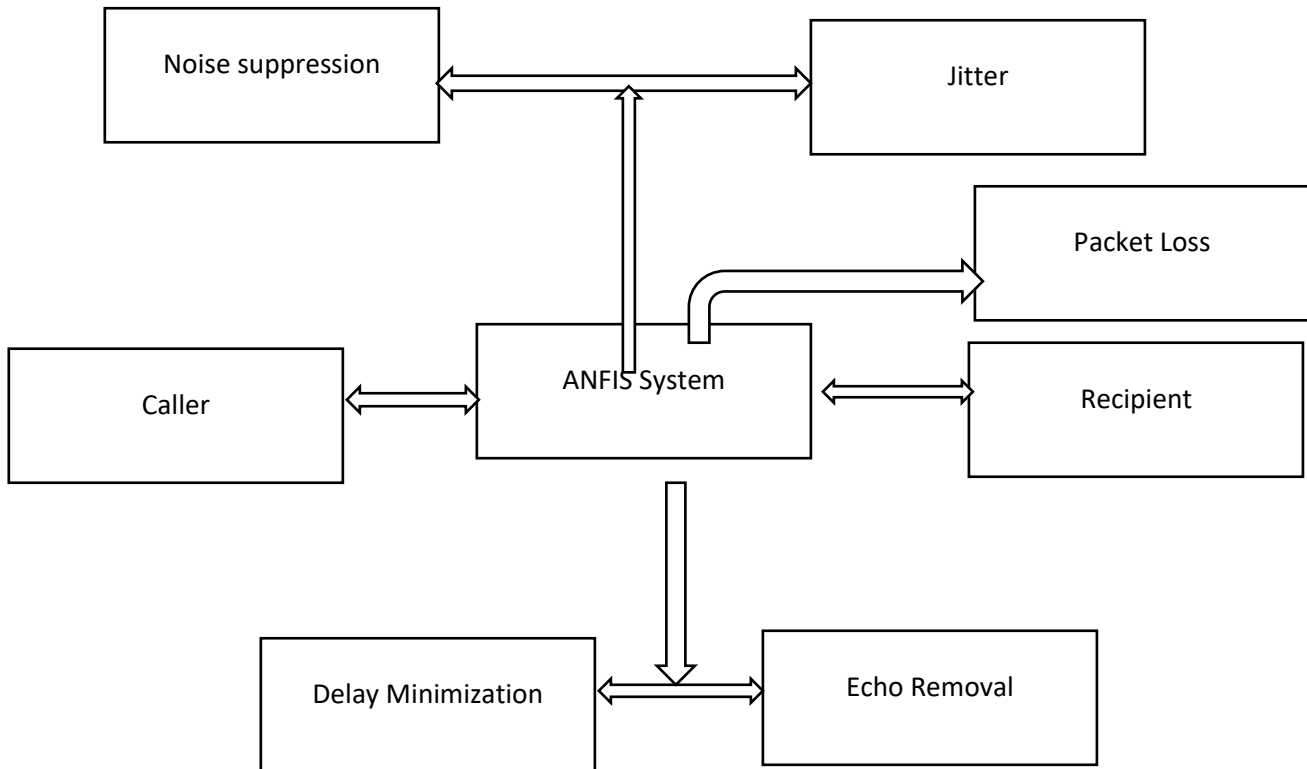 Noise suppression
Jitter
Packet Loss
ANFIS System
Caller
Recipient
Delay Minimization
Echo Removal